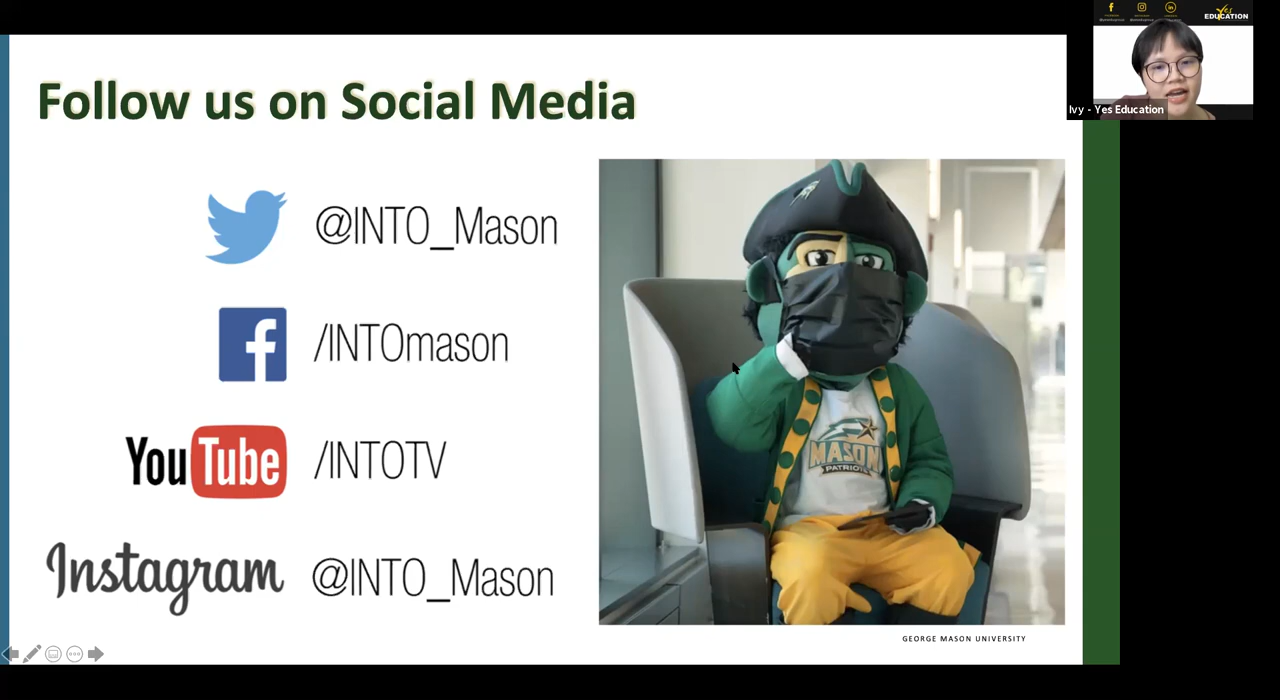 Follow us on Social Media
@INTO_Mason
/INTOmason
YouTube
/INTOTV
Instagram
@INTO_Mason
MASON
PATRIOTS
GEORGE MASON UNIVERSITY
Yes
EDUCATION
Ivy - Yes Education